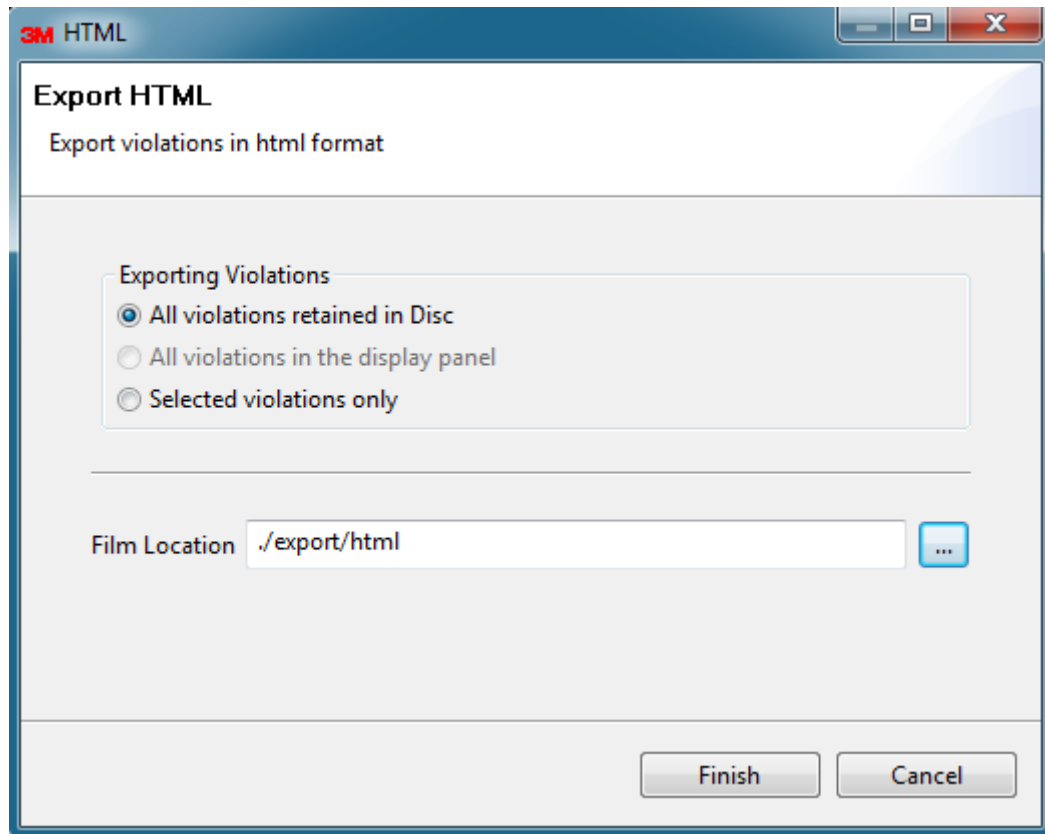 3M HTML
Export HTML
Export violations in html format
Exporting Violations
All violations retained in Disc
All violations in the display panel
Selected violations only
Film Location ./export/html ...
Finish Cancel